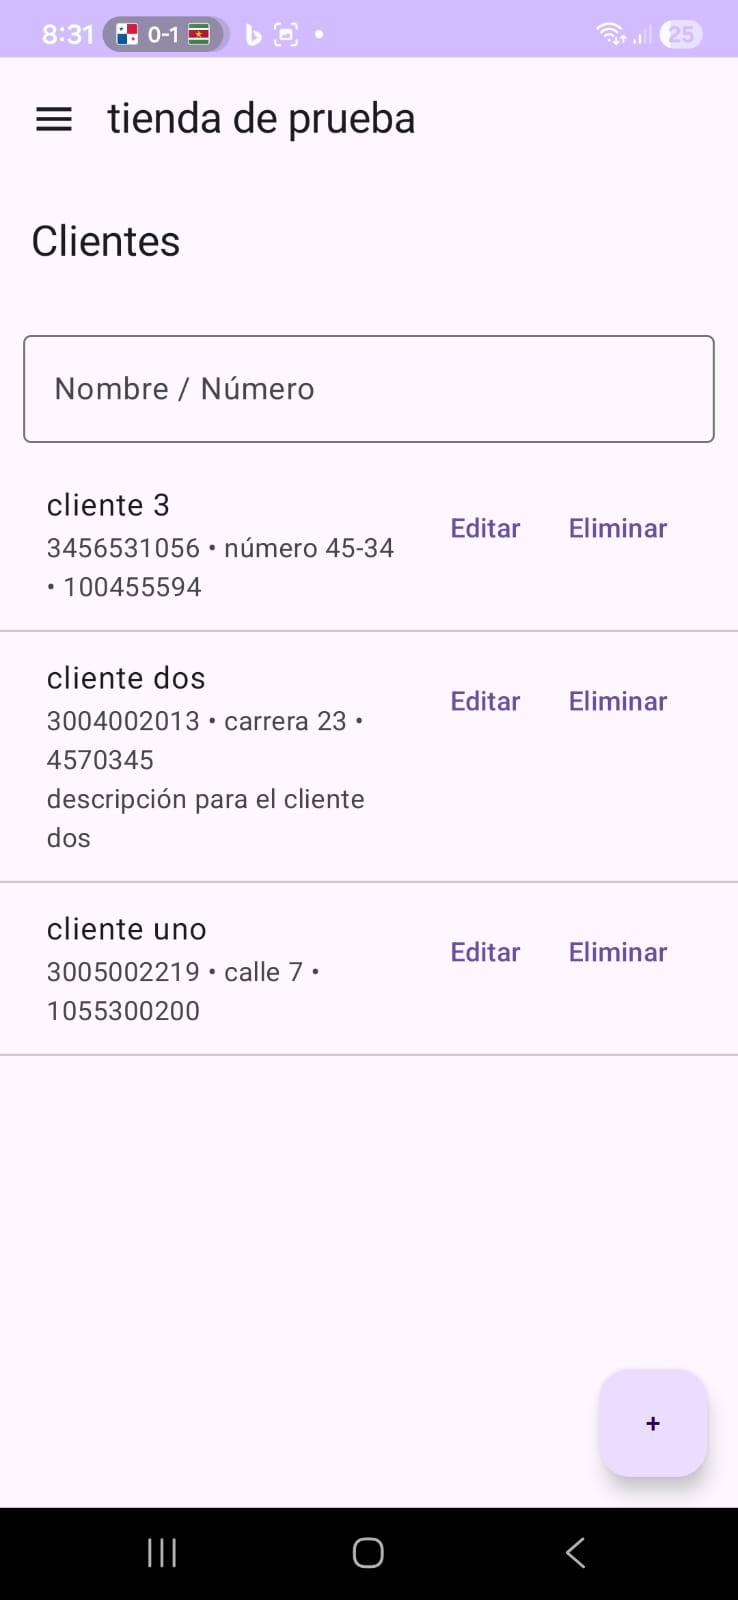 8:31 0-1 25
tienda de prueba
Clientes
Nombre / Número
cliente 3
3456531056 • número 45-34
• 100455594
Editar Eliminar
cliente dos
3004002013 • carrera 23 •
4570345
descripción para el cliente
dos
Editar Eliminar
cliente uno
3005002219 • calle 7 •
1055300200
Editar Eliminar
+